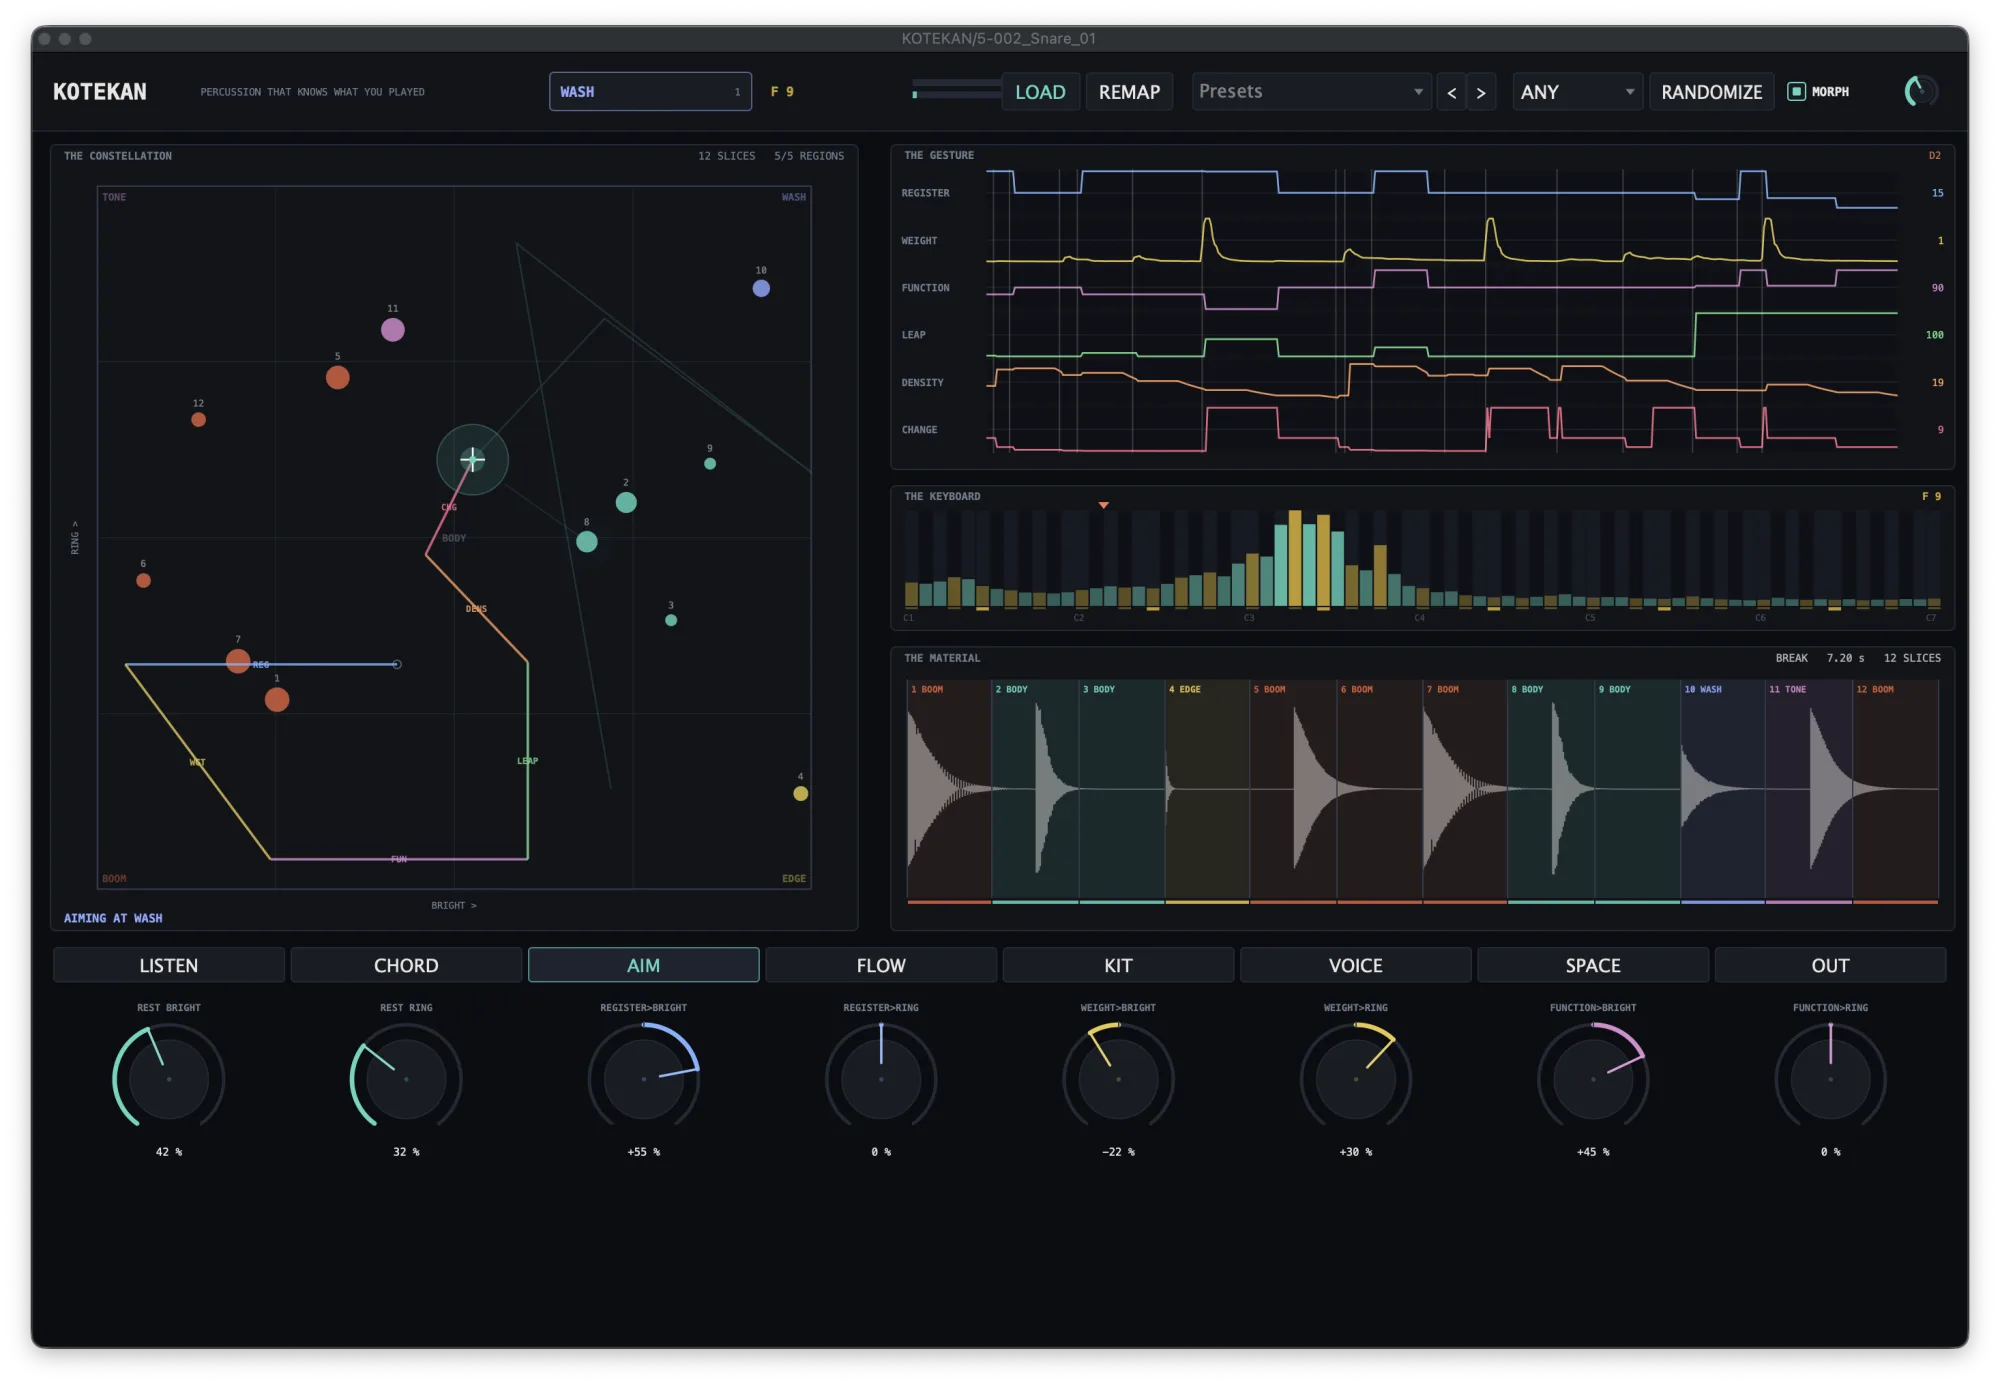 KOTEKAN/5-002_Snare_01
KOTEKAN
PERCUSSION THAT KNOWS WHAT YOU PLAYED
WASH 1
F 9
LOAD
REMAP
Presets
<
>
ANY
RANDOMIZE
MORPH
THE CONSTELLATION
12 SLICES 5/5 REGIONS
TONE
WASH
10
11
5
12
9
2
8
CHG
BODY
RING >
6
DENS
3
7
REG
1
WGT
LEAP
4
FUN
BOOM
EDGE
BRIGHT >
AIMING AT WASH
THE GESTURE
D2
REGISTER
15
WEIGHT
1
FUNCTION
90
LEAP
100
DENSITY
19
CHANGE
9
THE KEYBOARD
F 9
C1 C2 C3 C4 C5 C6 C7
THE MATERIAL
BREAK 7.20 s 12 SLICES
1 BOOM 2 BODY 3 BODY 4 EDGE 5 BOOM 6 BOOM 7 BOOM 8 BODY 9 BODY 10 WASH 11 TONE 12 BOOM
LISTEN
CHORD
AIM
FLOW
KIT
VOICE
SPACE
OUT
REST BRIGHT
REST RING
REGISTER>BRIGHT
REGISTER>RING
WEIGHT>BRIGHT
WEIGHT>RING
FUNCTION>BRIGHT
FUNCTION>RING
42 %
32 %
+55 %
0 %
-22 %
+30 %
+45 %
0 %